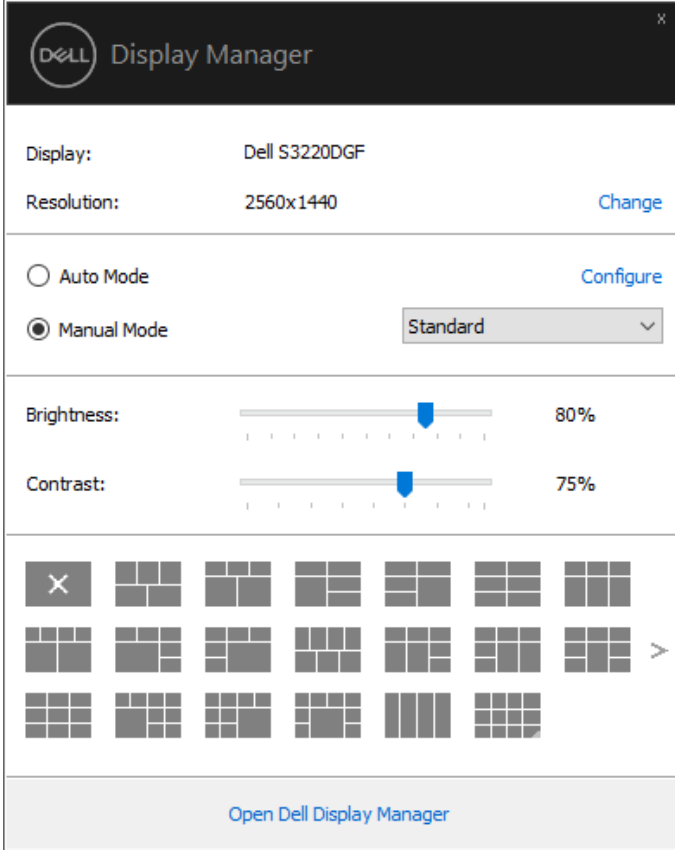 x
DELL Display Manager
Display: Dell S3220DGF
Resolution: 2560x1440 Change
Auto Mode Configure
Manual Mode Standard
Brightness: 80%
Contrast: 75%
Open Dell Display Manager